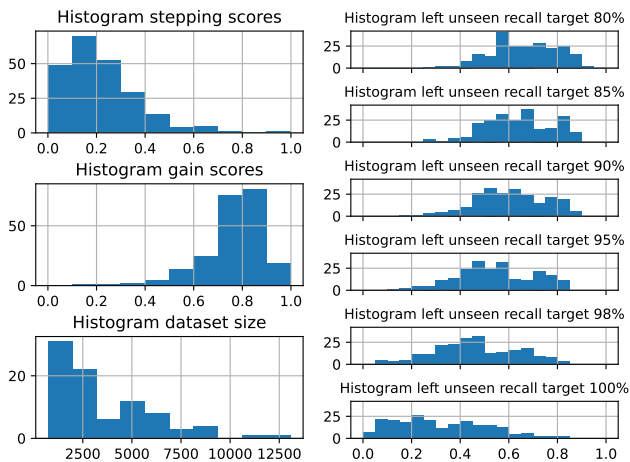 Histogram stepping scores
50
25
0
0.0 0.2 0.4 0.6 0.8 1.0
Histogram gain scores
50
0
0.0 0.2 0.4 0.6 0.8 1.0
Histogram dataset size
20
0
2500 5000 7500 10000 12500
Histogram left unseen recall target 80%
25
0
Histogram left unseen recall target 85%
25
0
Histogram left unseen recall target 90%
25
0
Histogram left unseen recall target 95%
25
0
Histogram left unseen recall target 98%
25
0
Histogram left unseen recall target 100%
25
0
0.0 0.2 0.4 0.6 0.8 1.0